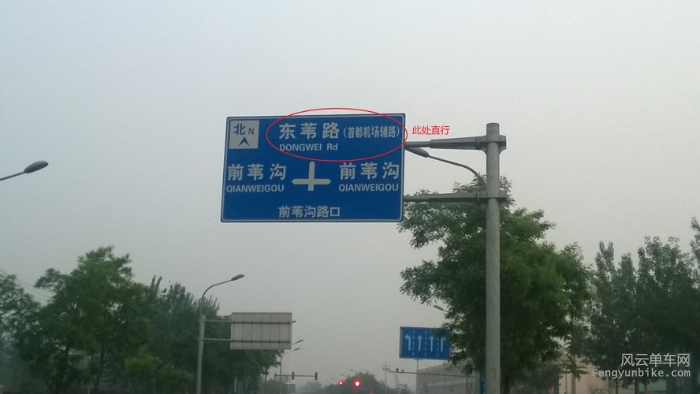 北N
东苇路(首都机场辅路)
此处直行
DONGWEI Rd
前苇沟
前苇沟
QIANWEIGOU
QIANWEIGOU
前苇沟路口
风云单车网
Fengyunbike.com